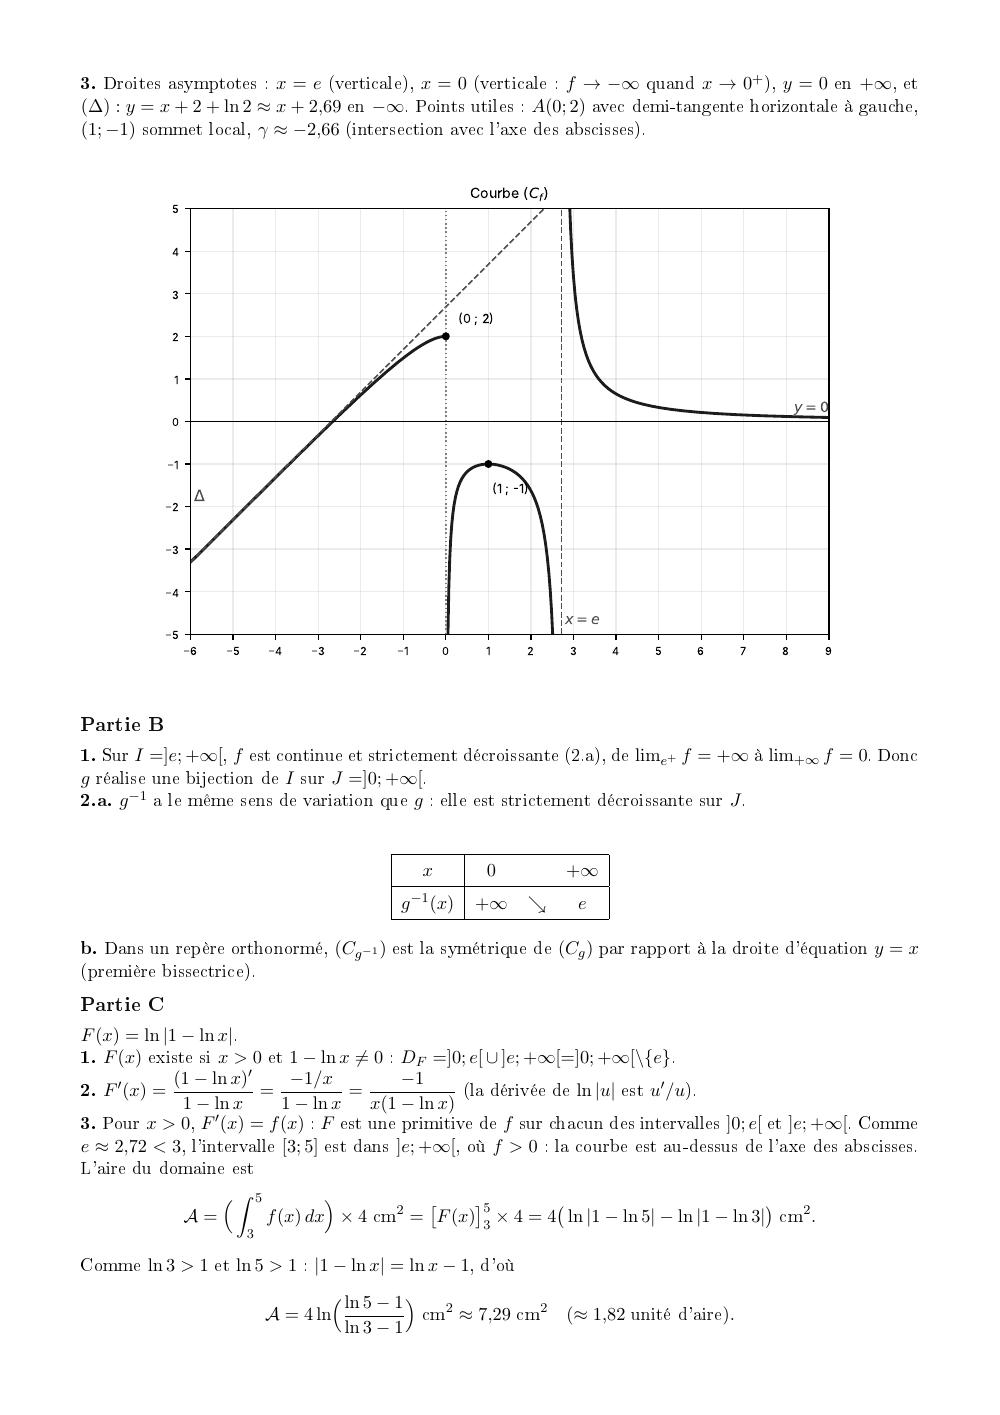 3. Droites asymptotes : x = e (verticale), x = 0 (verticale : f → −∞ quand x → 0⁺), y = 0 en +∞, et
(Δ) : y = x + 2 + ln 2 ≈ x + 2,69 en −∞. Points utiles : A(0; 2) avec demi-tangente horizontale à gauche,
(1; −1) sommet local, γ ≈ −2,66 (intersection avec l'axe des abscisses).
Courbe (C_f)
5
4
3
2
1
0
−1
−2
−3
−4
−5
(0 ; 2)
y = 0
(1 ; -1)
Δ
x = e
−6 −5 −4 −3 −2 −1 0 1 2 3 4 5 6 7 8 9
Partie B
1. Sur I =]e; +∞[, f est continue et strictement décroissante (2.a), de lim_{e⁺} f = +∞ à lim_{+∞} f = 0. Donc
g réalise une bijection de I sur J =]0; +∞[.
2.a. g⁻¹ a le même sens de variation que g : elle est strictement décroissante sur J.
x 0 +∞
g⁻¹(x) +∞ ↘ e
b. Dans un repère orthonormé, (C_{g⁻¹}) est la symétrique de (C_g) par rapport à la droite d'équation y = x
(première bissectrice).
Partie C
F(x) = ln |1 − ln x|.
1. F(x) existe si x > 0 et 1 − ln x ≠ 0 : D_F =]0; e[ ∪ ]e; +∞[=]0; +∞[\{e}.
2. F′(x) = (1 − ln x)′ / (1 − ln x) = (−1/x) / (1 − ln x) = −1 / (x(1 − ln x)) (la dérivée de ln |u| est u′/u).
3. Pour x > 0, F′(x) = f(x) : F est une primitive de f sur chacun des intervalles ]0; e[ et ]e; +∞[. Comme
e ≈ 2,72 < 3, l'intervalle [3; 5] est dans ]e; +∞[, où f > 0 : la courbe est au-dessus de l'axe des abscisses.
L'aire du domaine est
𝒜 = (∫₃⁵ f(x) dx) × 4 cm² = [F(x)]₃⁵ × 4 = 4(ln |1 − ln 5| − ln |1 − ln 3|) cm².
Comme ln 3 > 1 et ln 5 > 1 : |1 − ln x| = ln x − 1, d'où
𝒜 = 4 ln((ln 5 − 1) / (ln 3 − 1)) cm² ≈ 7,29 cm² (≈ 1,82 unité d'aire).